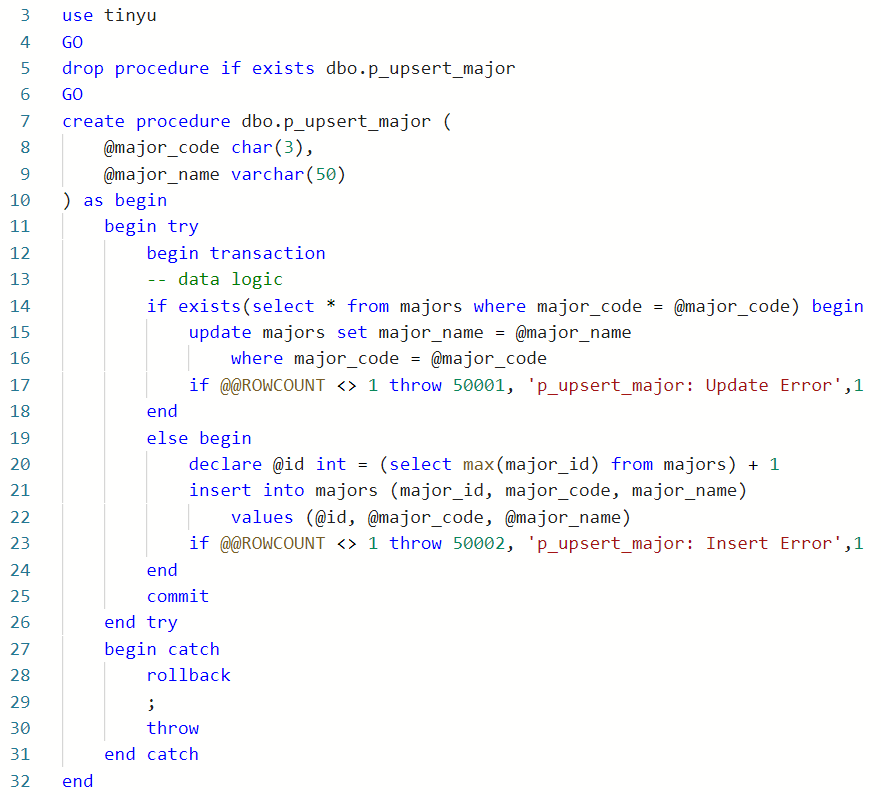 3 use tinyu
4 GO
5 drop procedure if exists dbo.p_upsert_major
6 GO
7 create procedure dbo.p_upsert_major (
8     @major_code char(3),
9     @major_name varchar(50)
10 ) as begin
11     begin try
12         begin transaction
13         -- data logic
14         if exists(select * from majors where major_code = @major_code) begin
15             update majors set major_name = @major_name
16                 where major_code = @major_code
17             if @@ROWCOUNT <> 1 throw 50001, 'p_upsert_major: Update Error',1
18         end
19         else begin
20             declare @id int = (select max(major_id) from majors) + 1
21             insert into majors (major_id, major_code, major_name)
22                 values (@id, @major_code, @major_name)
23             if @@ROWCOUNT <> 1 throw 50002, 'p_upsert_major: Insert Error',1
24         end
25         commit
26     end try
27     begin catch
28         rollback
29         ;
30         throw
31     end catch
32 end